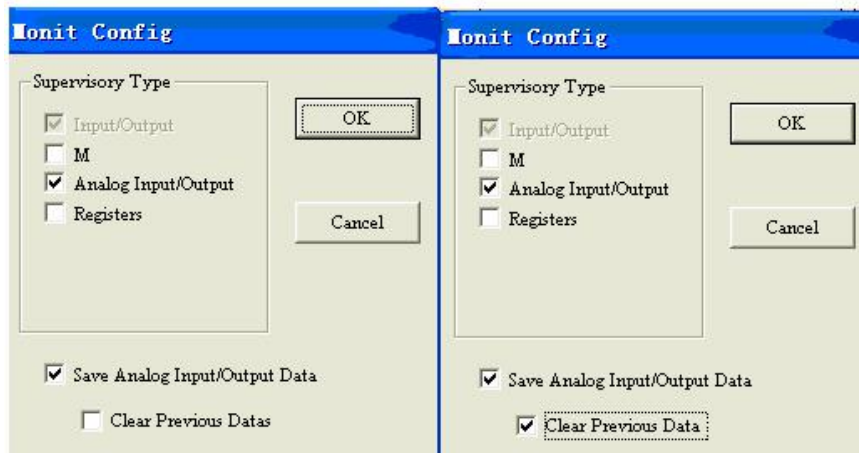 Monit Config
Supervisory Type
Input/Output
M
Analog Input/Output
Registers
OK
Cancel
Save Analog Input/Output Data
Clear Previous Datas
Monit Config
Supervisory Type
Input/Output
M
Analog Input/Output
Registers
OK
Cancel
Save Analog Input/Output Data
Clear Previous Data